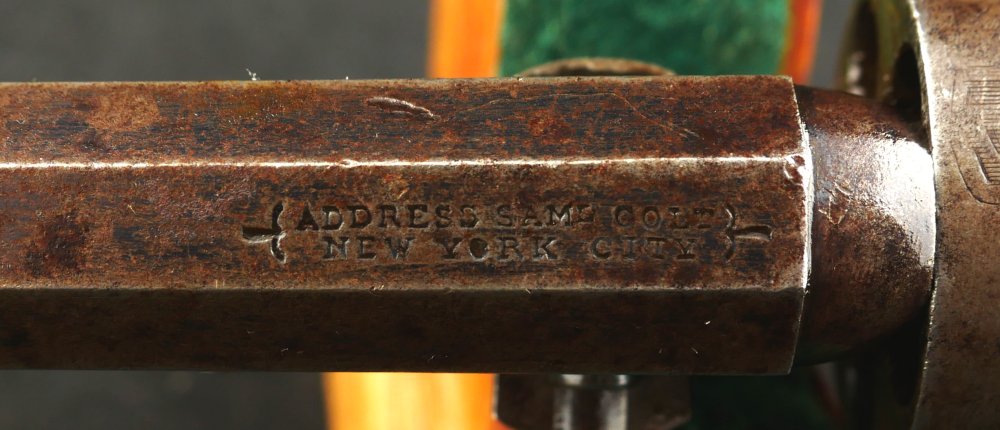 ADDRESS SAML COLT
NEW YORK CITY